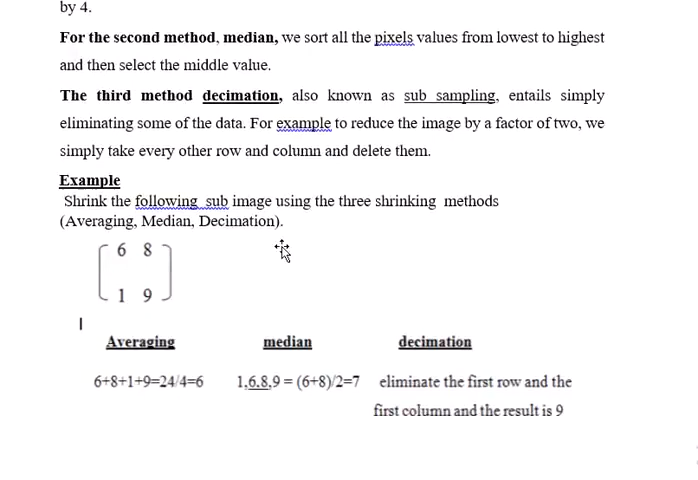 by 4.
For the second method, median, we sort all the pixels values from lowest to highest
and then select the middle value.
The third method decimation, also known as sub sampling, entails simply
eliminating some of the data. For example to reduce the image by a factor of two, we
simply take every other row and column and delete them.
Example
Shrink the following sub image using the three shrinking methods
(Averaging, Median, Decimation).
6 8
1 9
Averaging median decimation
6+8+1+9=24/4=6 1,6,8,9 = (6+8)/2=7 eliminate the first row and the
first column and the result is 9